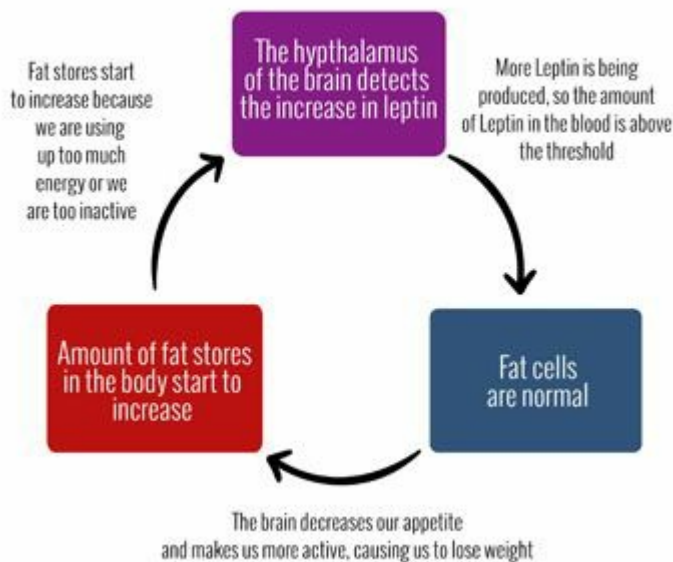 The hypthalamus
of the brain detects
the increase in leptin
Fat stores start
to increase because
we are using
up too much
energy or we
are too inactive
More Leptin is being
produced, so the amount
of Leptin in the blood is above
the threshold
Amount of fat stores
in the body start to
increase
Fat cells
are normal
The brain decreases our appetite
and makes us more active, causing us to lose weight